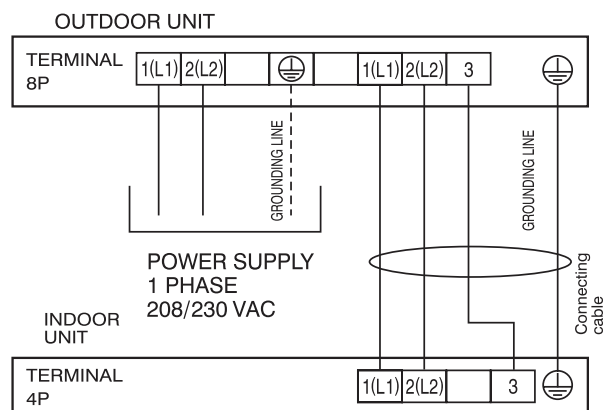 OUTDOOR UNIT
TERMINAL
8P
1(L1) 2(L2) 1(L1) 2(L2) 3
GROUNDING LINE
GROUNDING LINE
POWER SUPPLY
1 PHASE
208/230 VAC
Connecting
cable
INDOOR
UNIT
TERMINAL
4P
1(L1) 2(L2) 3